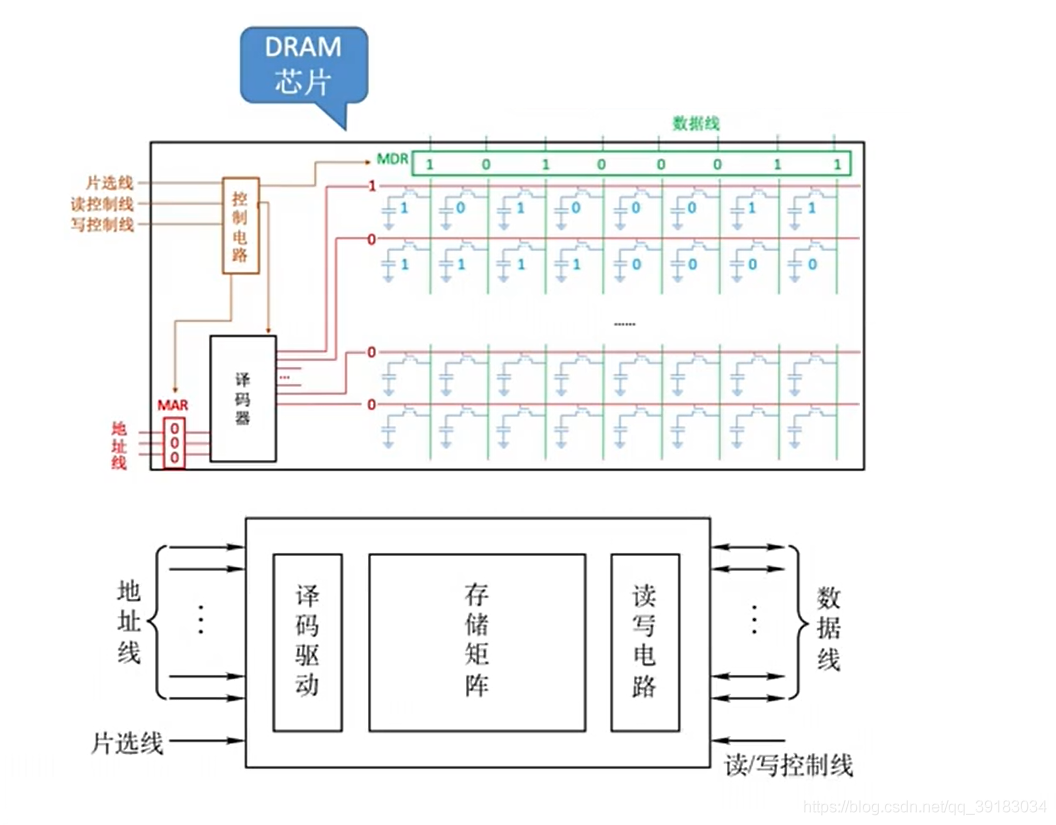 DRAM
芯片
数据线
MDR 1 0 1 0 0 0 1 1
片选线
读控制线
写控制线
控制电路
1 1 0 1 0 0 0 1 1
0 1 1 1 1 0 0 0 0
......
0
0
...
译码器
MAR
地址线
0
0
0
地址线
译码驱动
存储矩阵
读写电路
数据线
片选线
读/写控制线
https://blog.csdn.net/qq_39183034